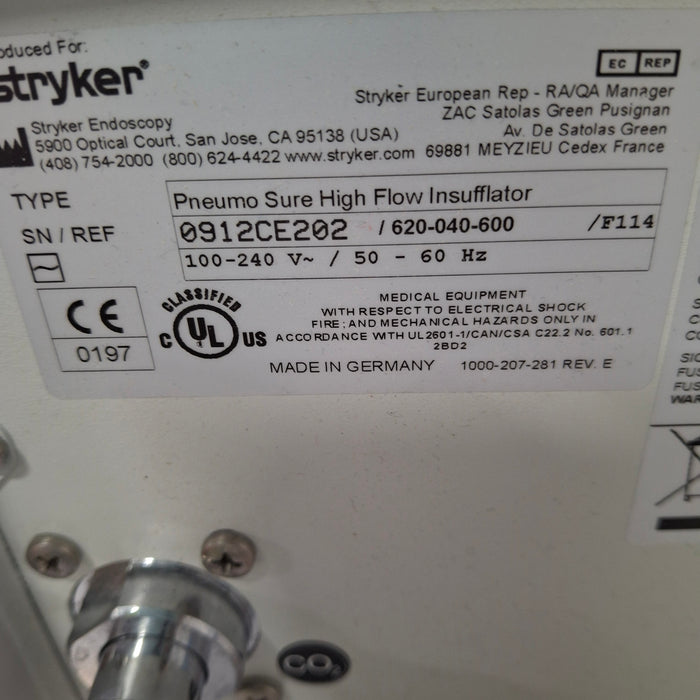 oduced For:
stryker®
EC REP
Stryker European Rep - RA/QA Manager
ZAC Satolas Green Pusignan
Av. De Satolas Green
69881 MEYZIEU Cedex France
Stryker Endoscopy
5900 Optical Court, San Jose, CA 95138 (USA)
(408) 754-2000 (800) 624-4422 www.stryker.com
TYPE
Pneumo Sure High Flow Insufflator
SN / REF
0912CE202 / 620-040-600 /F114
100-240 V~ / 50 - 60 Hz
CE
0197
CLASSIFIED
C UL US
MEDICAL EQUIPMENT
WITH RESPECT TO ELECTRICAL SHOCK
FIRE; AND MECHANICAL HAZARDS ONLY IN
ACCORDANCE WITH UL2601-1/CAN/CSA C22.2 No. 601.1
2BD2
MADE IN GERMANY 1000-207-281 REV. E
SIC
FUS
FUS
WAR
CO₂